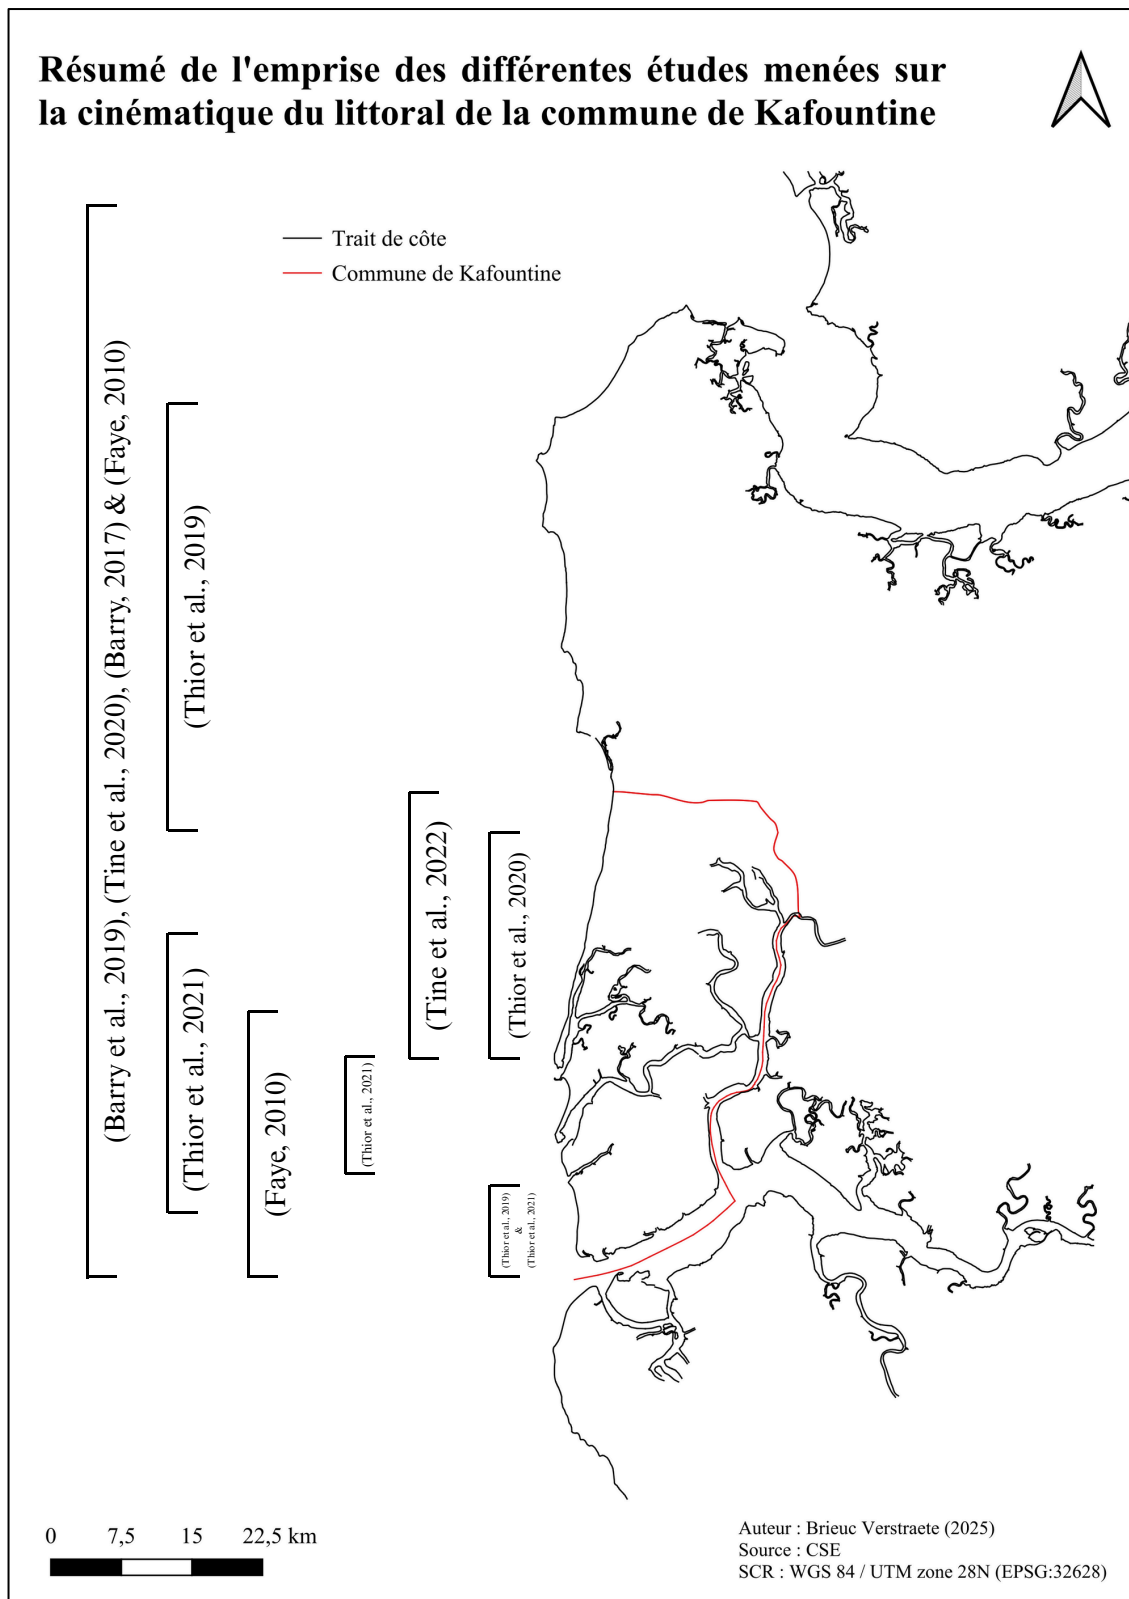 Résumé de l'emprise des différentes études menées sur
la cinématique du littoral de la commune de Kafountine
Trait de côte
Commune de Kafountine
(Barry et al., 2019), (Tine et al., 2020), (Barry, 2017) & (Faye, 2010)
(Thior et al., 2019)
(Thior et al., 2021)
(Faye, 2010)
(Thior et al., 2021)
(Tine et al., 2022)
(Thior et al., 2020)
(Thior et al., 2019)
&
(Thior et al., 2021)
0 7,5 15 22,5 km
Auteur : Brieuc Verstraete (2025)
Source : CSE
SCR : WGS 84 / UTM zone 28N (EPSG:32628)